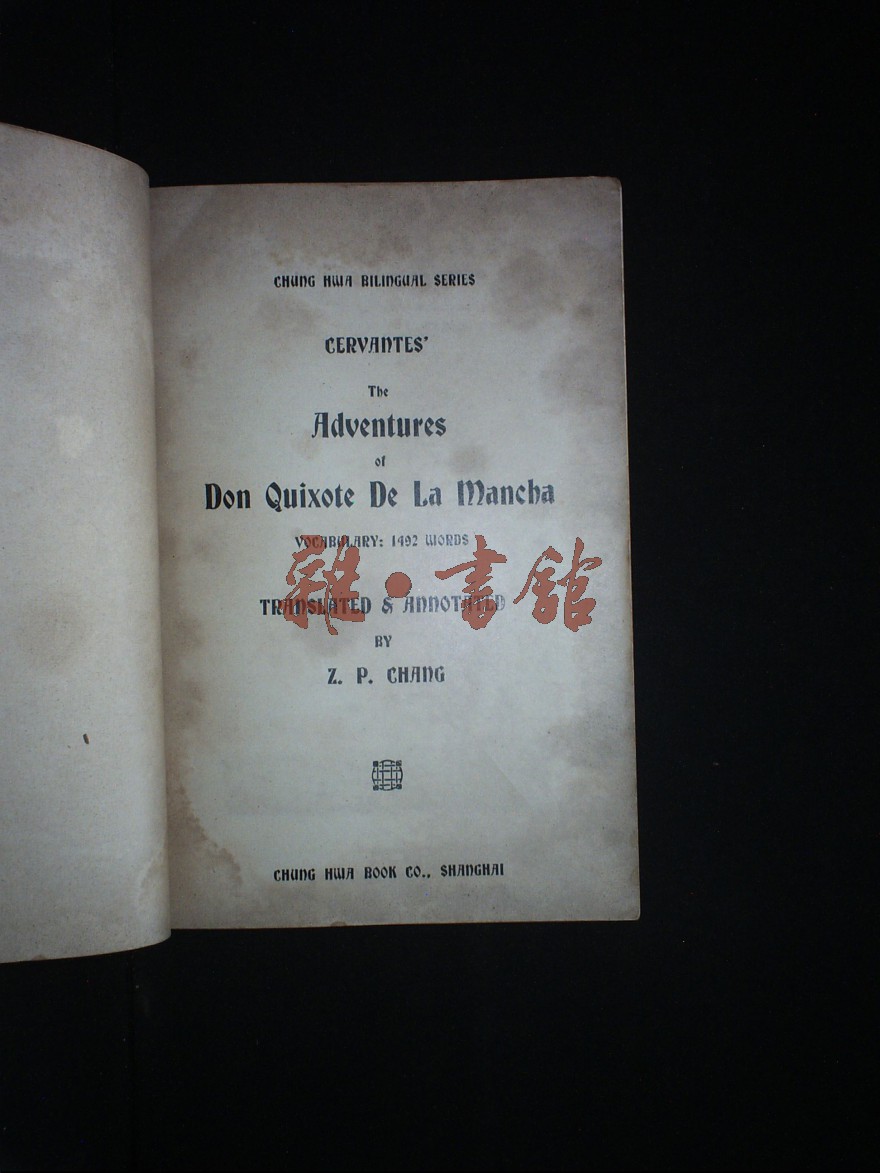 CHUNG HWA BILINGUAL SERIES
CERVANTES'
The
Adventures
of
Don Quixote De La Mancha
VOCABULARY: 1492 WORDS
雜·書館
TRANSLATED & ANNOTATED
BY
Z. P. CHANG
CHUNG HWA BOOK CO., SHANGHAI